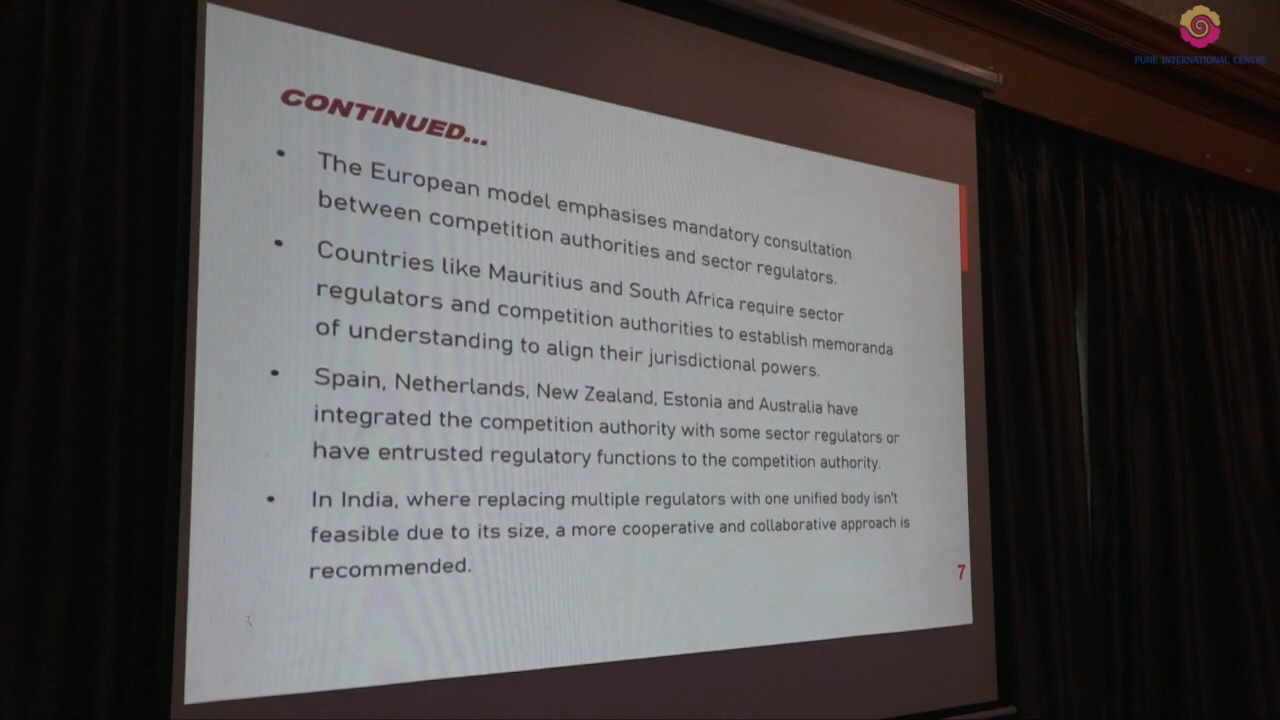 PUNE INTERNATIONAL CENTRE
CONTINUED...
• The European model emphasises mandatory consultation
between competition authorities and sector regulators.
• Countries like Mauritius and South Africa require sector
regulators and competition authorities to establish memoranda
of understanding to align their jurisdictional powers.
• Spain, Netherlands, New Zealand, Estonia and Australia have
integrated the competition authority with some sector regulators or
have entrusted regulatory functions to the competition authority.
• In India, where replacing multiple regulators with one unified body isn't
feasible due to its size, a more cooperative and collaborative approach is
recommended.
7